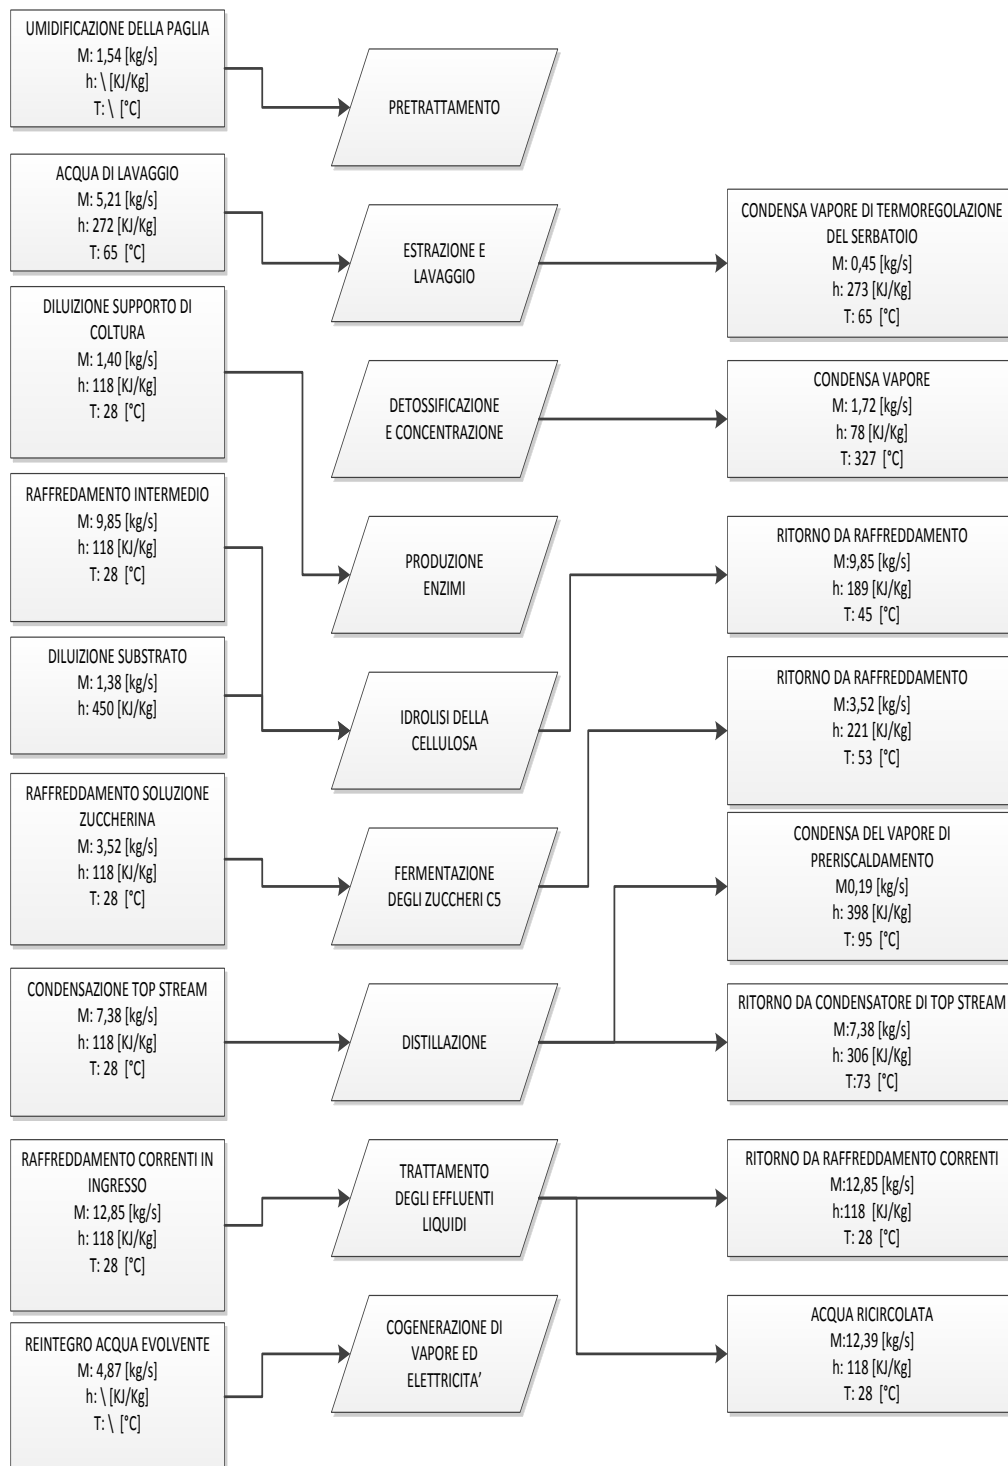 UMIDIFICAZIONE DELLA PAGLIA
M: 1,54 [kg/s]
h: \ [KJ/Kg]
T: \ [°C]
PRETRATTAMENTO
ACQUA DI LAVAGGIO
M: 5,21 [kg/s]
h: 272 [KJ/Kg]
T: 65 [°C]
ESTRAZIONE E
LAVAGGIO
CONDENSA VAPORE DI TERMOREGOLAZIONE
DEL SERBATOIO
M: 0,45 [kg/s]
h: 273 [KJ/Kg]
T: 65 [°C]
DILUIZIONE SUPPORTO DI
COLTURA
M: 1,40 [kg/s]
h: 118 [KJ/Kg]
T: 28 [°C]
DETOSSIFICAZIONE
E CONCENTRAZIONE
CONDENSA VAPORE
M: 1,72 [kg/s]
h: 78 [KJ/Kg]
T: 327 [°C]
RAFFREDAMENTO INTERMEDIO
M: 9,85 [kg/s]
h: 118 [KJ/Kg]
T: 28 [°C]
PRODUZIONE
ENZIMI
RITORNO DA RAFFREDDAMENTO
M:9,85 [kg/s]
h: 189 [KJ/Kg]
T: 45 [°C]
DILUIZIONE SUBSTRATO
M: 1,38 [kg/s]
h: 450 [KJ/Kg]
IDROLISI DELLA
CELLULOSA
RITORNO DA RAFFREDDAMENTO
M:3,52 [kg/s]
h: 221 [KJ/Kg]
T: 53 [°C]
RAFFREDDAMENTO SOLUZIONE
ZUCCHERINA
M: 3,52 [kg/s]
h: 118 [KJ/Kg]
T: 28 [°C]
FERMENTAZIONE
DEGLI ZUCCHERI C5
CONDENSA DEL VAPORE DI
PRERISCALDAMENTO
M0,19 [kg/s]
h: 398 [KJ/Kg]
T: 95 [°C]
CONDENSAZIONE TOP STREAM
M: 7,38 [kg/s]
h: 118 [KJ/Kg]
T: 28 [°C]
DISTILLAZIONE
RITORNO DA CONDENSATORE DI TOP STREAM
M:7,38 [kg/s]
h: 306 [KJ/Kg]
T:73 [°C]
RAFFREDDAMENTO CORRENTI IN
INGRESSO
M: 12,85 [kg/s]
h: 118 [KJ/Kg]
T: 28 [°C]
TRATTAMENTO
DEGLI EFFLUENTI
LIQUIDI
RITORNO DA RAFFREDDAMENTO CORRENTI
M:12,85 [kg/s]
h:118 [KJ/Kg]
T: 28 [°C]
REINTEGRO ACQUA EVOLVENTE
M: 4,87 [kg/s]
h: \ [KJ/Kg]
T: \ [°C]
COGENERAZIONE DI
VAPORE ED
ELETTRICITA'
ACQUA RICIRCOLATA
M:12,39 [kg/s]
h: 118 [KJ/Kg]
T: 28 [°C]